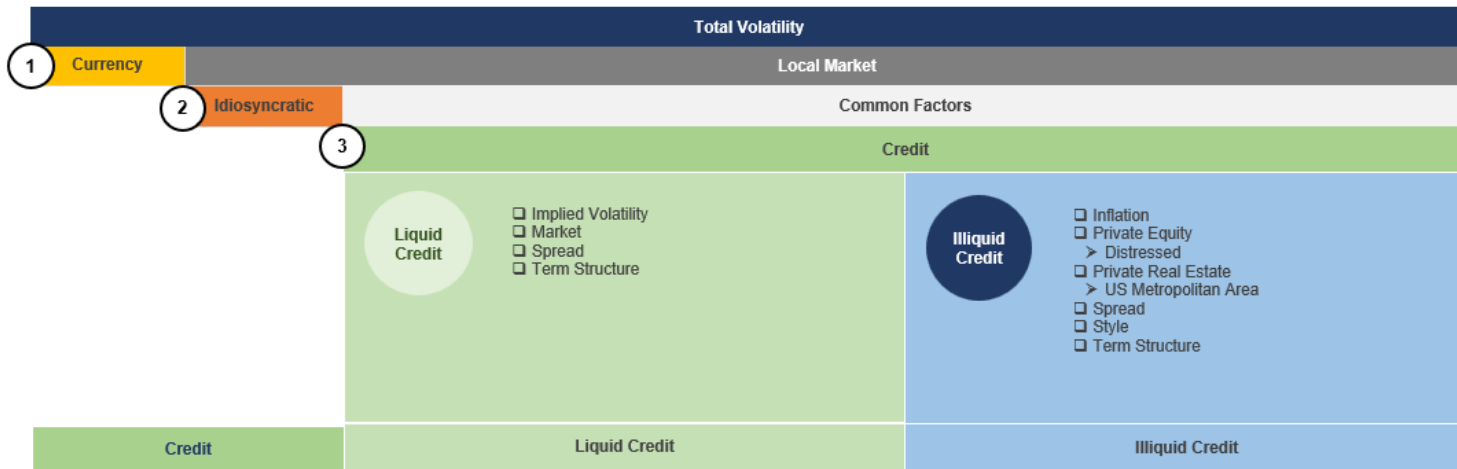 Total Volatility
1 Currency Local Market
2 Idiosyncratic Common Factors
3 Credit
Liquid
Credit
❑ Implied Volatility
❑ Market
❑ Spread
❑ Term Structure
Illiquid
Credit
❑ Inflation
❑ Private Equity
➢ Distressed
❑ Private Real Estate
➢ US Metropolitan Area
❑ Spread
❑ Style
❑ Term Structure
Credit Liquid Credit Illiquid Credit